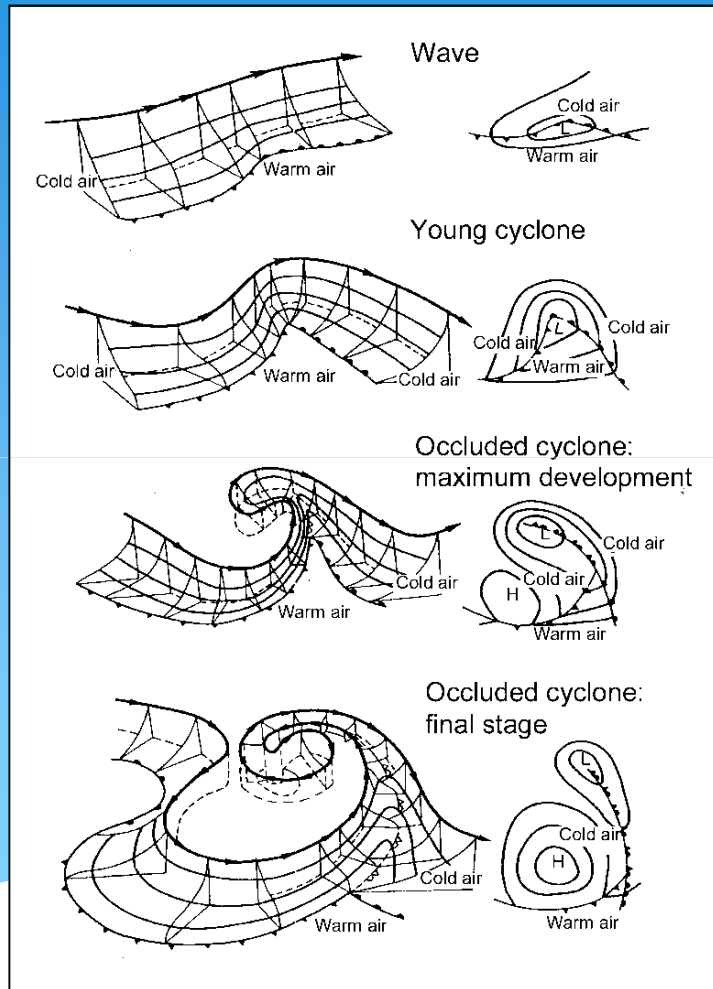 Wave
Cold air
L
Cold air
Warm air
Warm air
Young cyclone
Cold air
L
Cold air
Cold air
Warm air
Warm air
Cold air
Occluded cyclone:
maximum development
L
Cold air
Cold air
Cold air
H
Warm air
Warm air
Occluded cyclone:
final stage
L
Cold air
H
Cold air
Warm air
Warm air